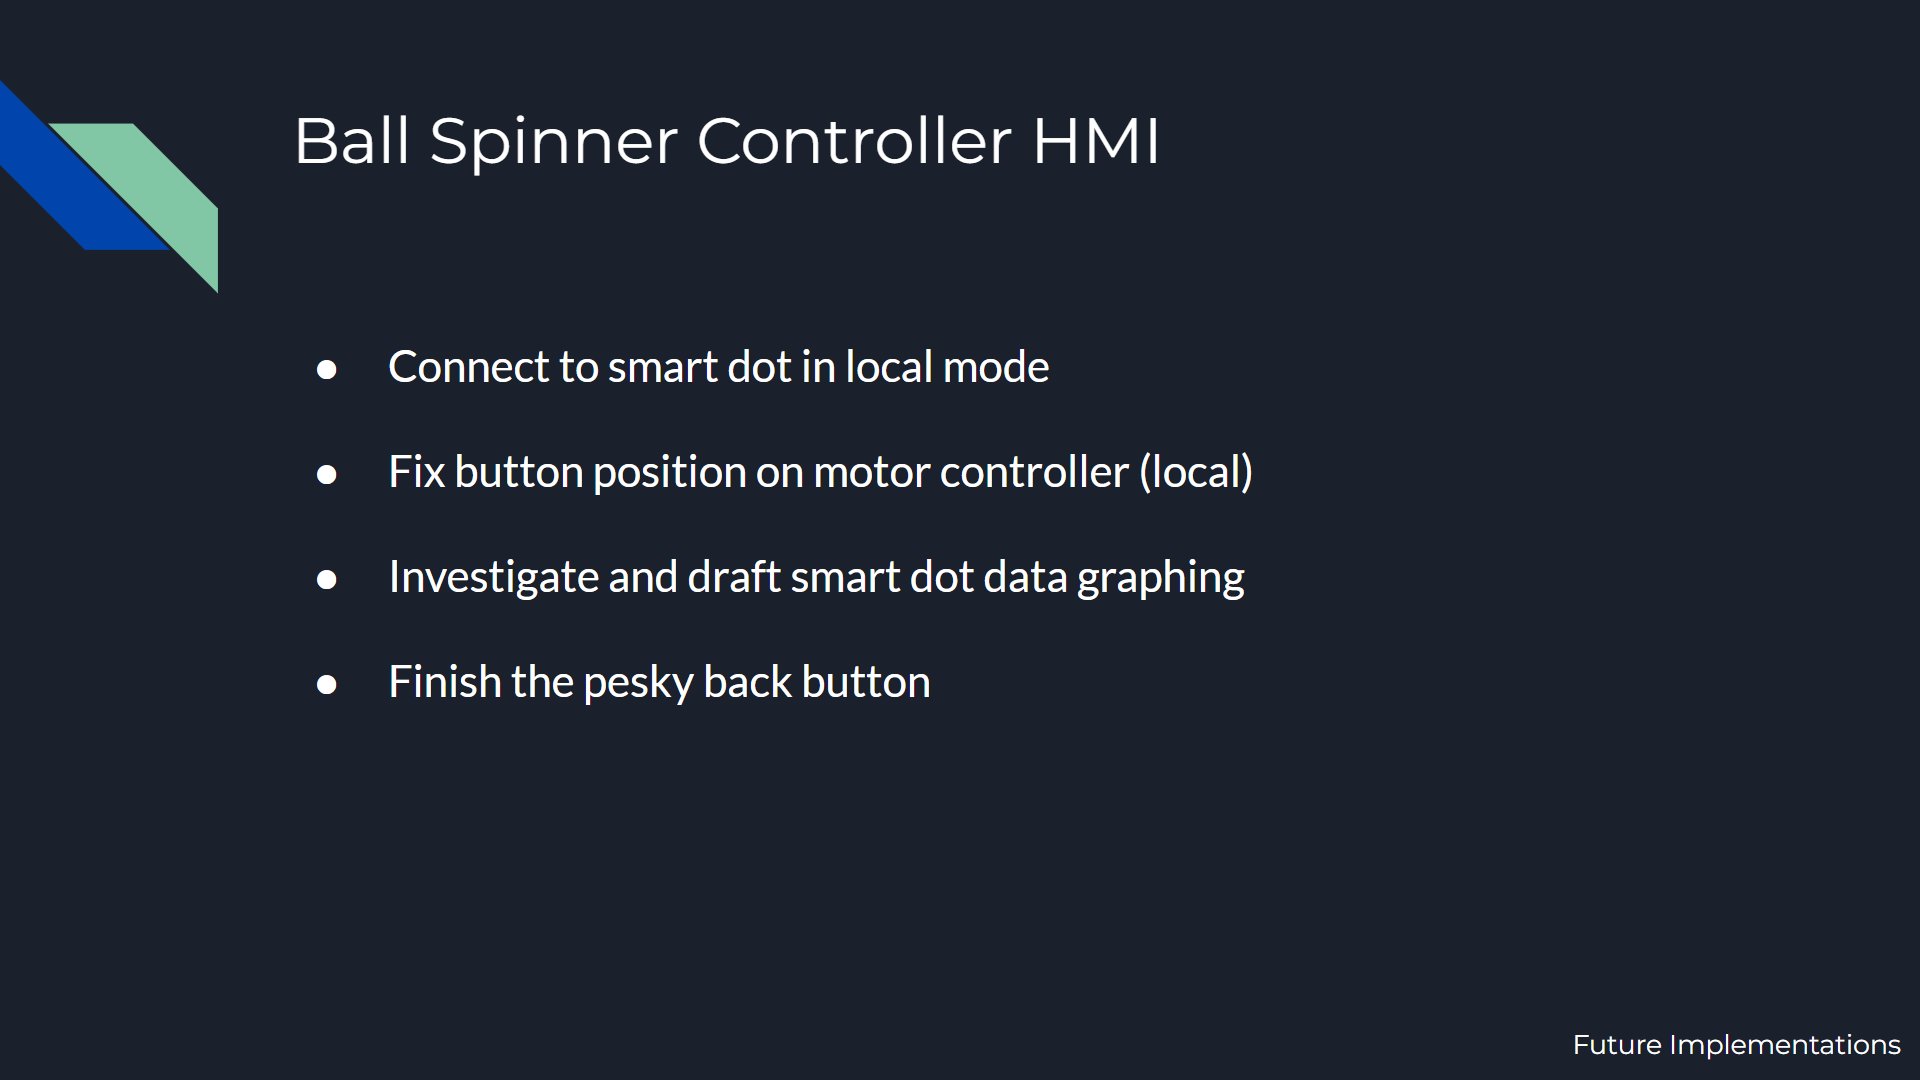 Ball Spinner Controller HMI
● Connect to smart dot in local mode
● Fix button position on motor controller (local)
● Investigate and draft smart dot data graphing
● Finish the pesky back button
Future Implementations